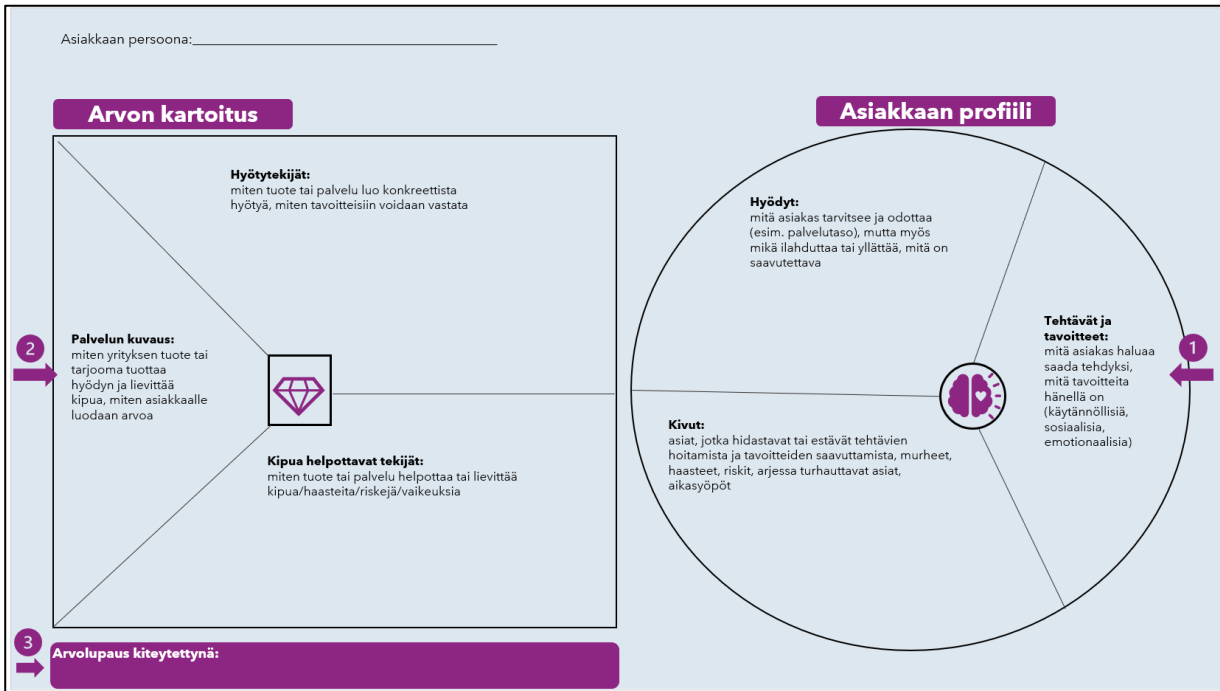 Asiakkaan persoona:
Arvon kartoitus
Asiakkaan profiili
Hyötytekijät:
miten tuote tai palvelu luo konkreettista
hyötyä, miten tavoitteisiin voidaan vastata
Hyödyt:
mitä asiakas tarvitsee ja odottaa
(esim. palvelutaso), mutta myös
mikä ilahduttaa tai yllättää, mitä on
saavutettava
2
Palvelun kuvaus:
miten yrityksen tuote tai
tarjooma tuottaa
hyödyn ja lievittää
kipua, miten asiakkaalle
luodaan arvoa
Tehtävät ja
tavoitteet:
mitä asiakas haluaa
saada tehdyksi,
mitä tavoitteita
hänellä on
(käytännöllisiä,
sosiaalisia,
emotionaalisia)
1
Kipua helpottavat tekijät:
miten tuote tai palvelu helpottaa tai lievittää
kipua/haasteita/riskejä/vaikeuksia
Kivut:
asiat, jotka hidastavat tai estävät tehtävien
hoitamista ja tavoitteiden saavuttamista, murheet,
haasteet, riskit, arjessa turhauttavat asiat,
aikasyöpöt
3
Arvolupaus kiteytettynä: